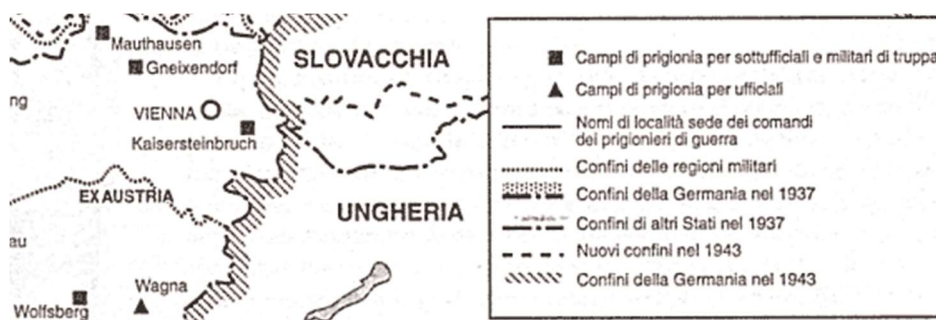 Mauthausen
Gneixendorf
ng
VIENNA
Kaisersteinbruch
SLOVACCHIA
EX AUSTRIA
UNGHERIA
au
Wagna
Wolfsberg
Campi di prigionia per sottufficiali e militari di truppa
Campi di prigionia per ufficiali
Nomi di località sede dei comandi
dei prigionieri di guerra
Confini delle regioni militari
Confini della Germania nel 1937
Confini di altri Stati nel 1937
Nuovi confini nel 1943
Confini della Germania nel 1943